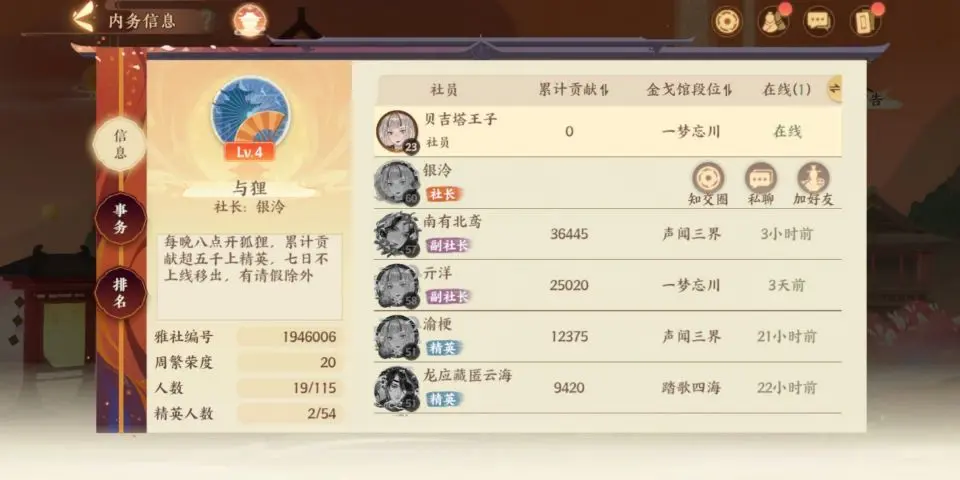 内务信息
信息
事务
排名
Lv.4
与狸
社长：银泠
每晚八点开狐狸，累计贡
献超五千上精英，七日不
上线移出，有请假除外
雅社编号 1946006
周繁荣度 20
人数 19/115
精英人数 2/54
社员 累计贡献 金戈馆段位 在线(1)
告
贝吉塔王子
23 社员 0 一梦忘川 在线
银泠
60 社长 知交圈 私聊 加好友
南有北鸢
57 副社长 36445 声闻三界 3小时前
亓洋
58 副社长 25020 一梦忘川 3天前
渝梗
51 精英 12375 声闻三界 21小时前
龙应藏匿云海
51 精英 9420 踏歌四海 22小时前